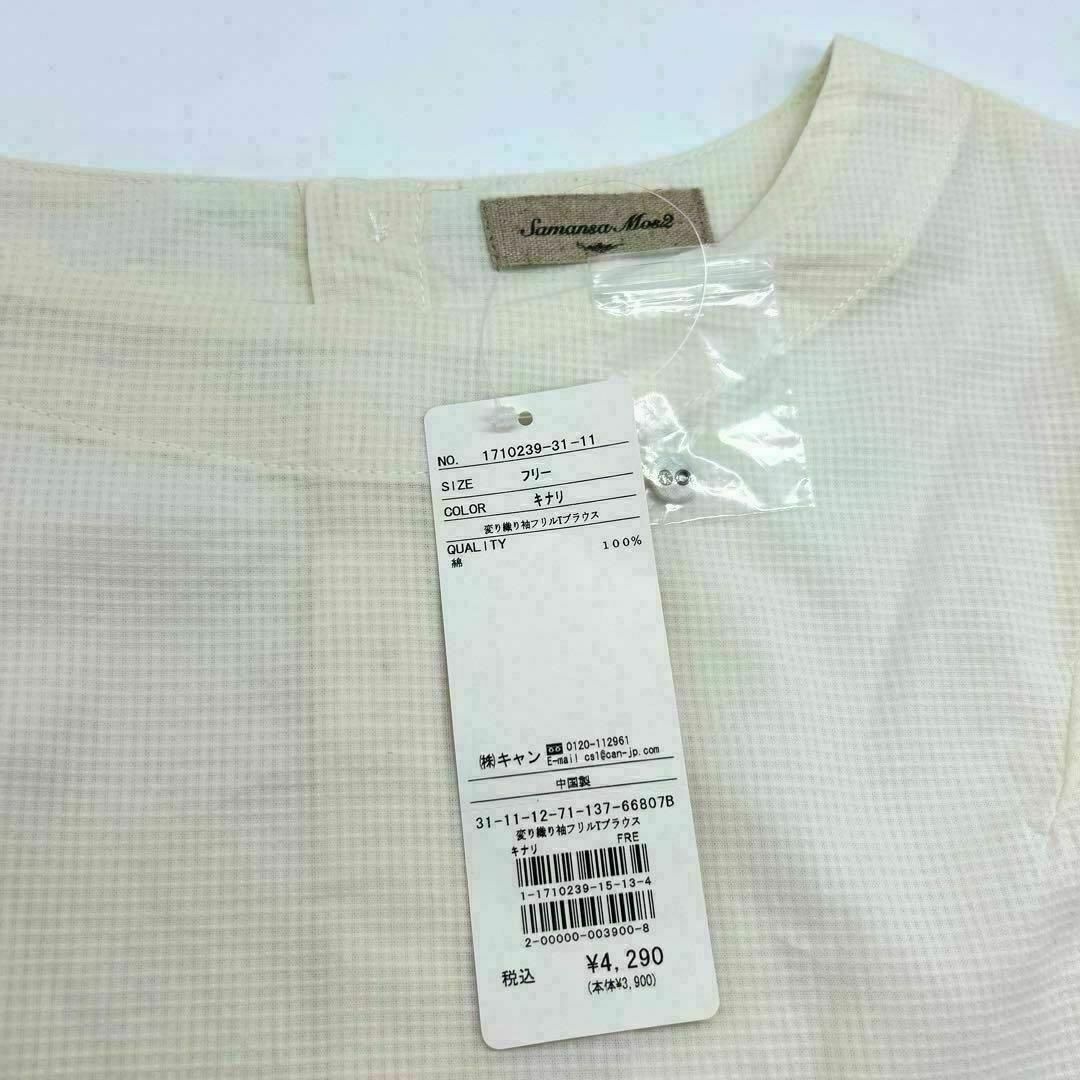 Samansa Mos2
NO. 1710239-31-11
SIZE フリー
COLOR キナリ
変り織り袖フリルTブラウス
QUALITY
綿 100%
㈱キャン 0120-112961
E-mail cs1@can-jp.com
中国製
31-11-12-71-137-66807B
変り織り袖フリルTブラウス
キナリ FRE
1-1710239-15-13-4
2-00000-003900-8
税込 ¥4,290
(本体¥3,900)